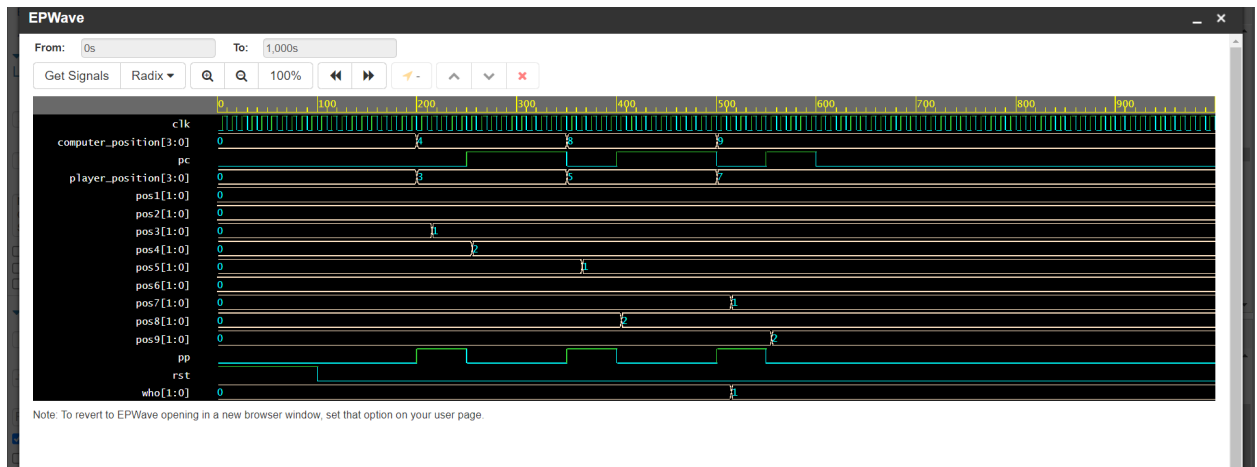 EPWave
From: 0s To: 1,000s
Get Signals Radix 100%
0 100 200 300 400 500 600 700 800 900
clk
computer_position[3:0] 0 4 8 9
pc
player_position[3:0] 0 3 5 7
pos1[1:0] 0
pos2[1:0] 0
pos3[1:0] 0 1
pos4[1:0] 0 2
pos5[1:0] 0 1
pos6[1:0] 0
pos7[1:0] 0 1
pos8[1:0] 0 2
pos9[1:0] 0 2
pp
rst
who[1:0] 0 1
Note: To revert to EPWave opening in a new browser window, set that option on your user page.